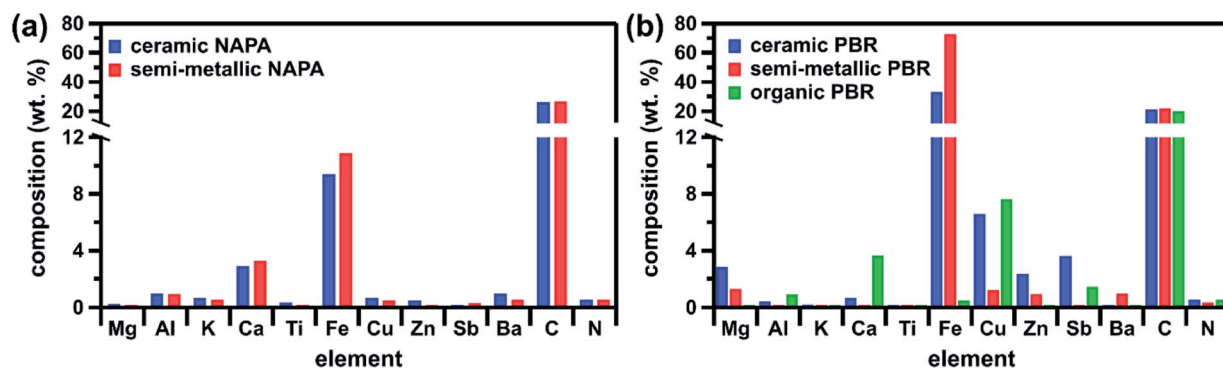 (a)
composition (wt. %)
80
60
40
20
12
8
4
0
ceramic NAPA
semi-metallic NAPA
Mg Al K Ca Ti Fe Cu Zn Sb Ba C N
element
(b)
composition (wt. %)
80
60
40
20
12
8
4
0
ceramic PBR
semi-metallic PBR
organic PBR
Mg Al K Ca Ti Fe Cu Zn Sb Ba C N
element